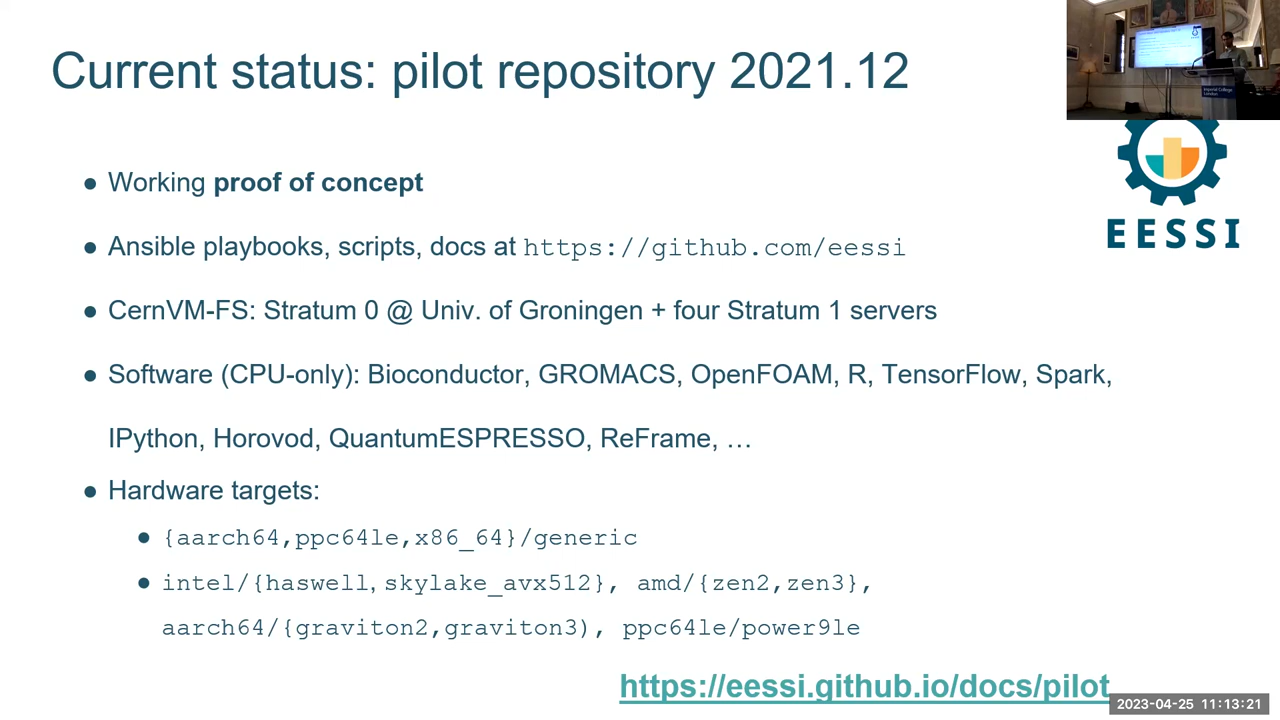 Current status: pilot repository 2021.12
Imperial College
London
EESSI
● Working proof of concept
● Ansible playbooks, scripts, docs at https://github.com/eessi
● CernVM-FS: Stratum 0 @ Univ. of Groningen + four Stratum 1 servers
● Software (CPU-only): Bioconductor, GROMACS, OpenFOAM, R, TensorFlow, Spark,
IPython, Horovod, QuantumESPRESSO, ReFrame, …
● Hardware targets:
● {aarch64,ppc64le,x86_64}/generic
● intel/{haswell, skylake_avx512}, amd/{zen2,zen3},
aarch64/{graviton2,graviton3), ppc64le/power9le
https://eessi.github.io/docs/pilot
2023-04-25 11:13:21